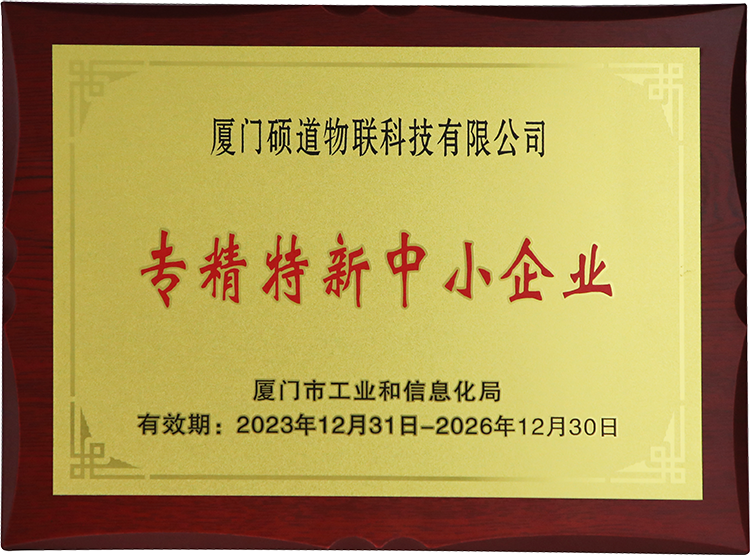 厦门硕道物联科技有限公司
专精特新中小企业
厦门市工业和信息化局
有效期：2023年12月31日-2026年12月30日